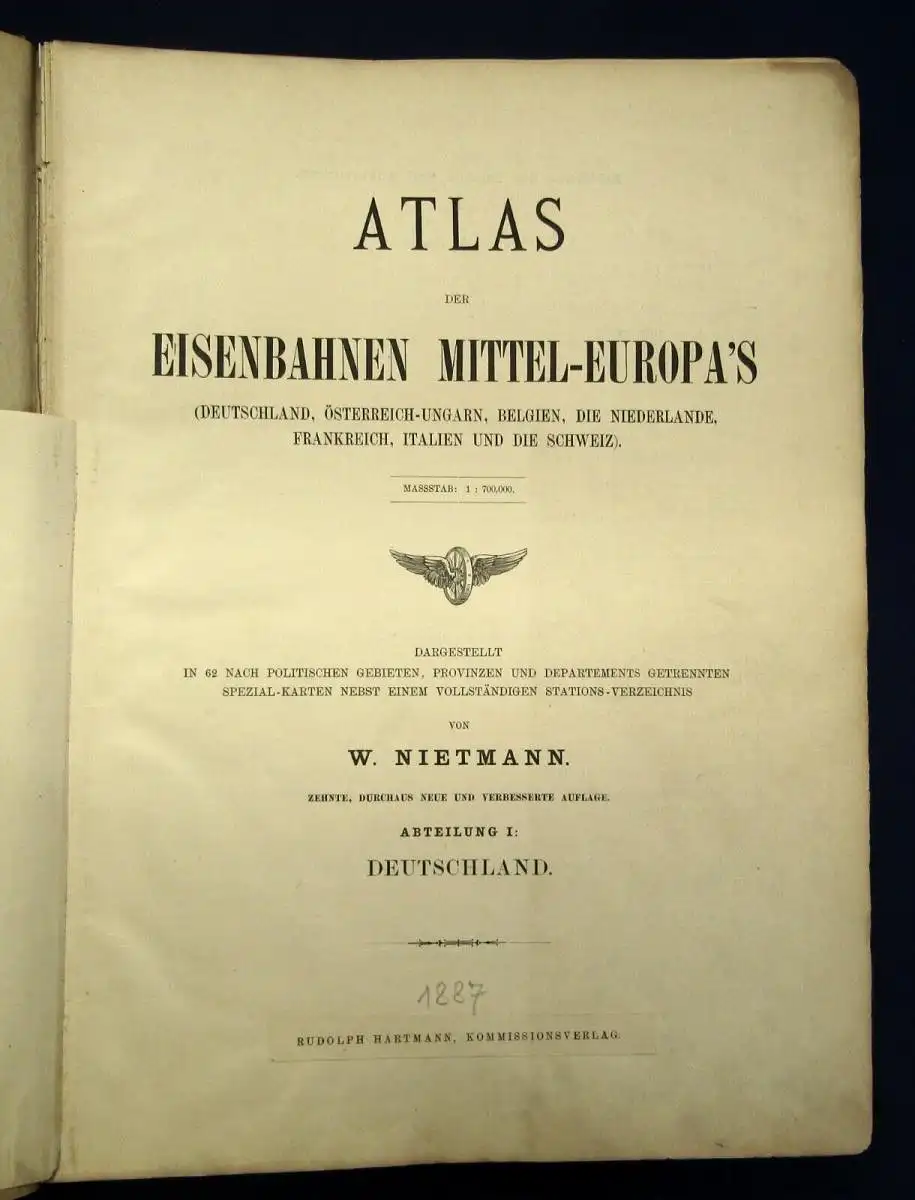 ATLAS
DER
EISENBAHNEN MITTEL-EUROPA'S
(DEUTSCHLAND, ÖSTERREICH-UNGARN, BELGIEN, DIE NIEDERLANDE,
FRANKREICH, ITALIEN UND DIE SCHWEIZ).
MASSSTAB: 1 : 700,000.
DARGESTELLT
IN 62 NACH POLITISCHEN GEBIETEN, PROVINZEN UND DEPARTEMENTS GETRENNTEN
SPEZIAL-KARTEN NEBST EINEM VOLLSTÄNDIGEN STATIONS-VERZEICHNIS
VON
W. NIETMANN.
ZEHNTE, DURCHAUS NEUE UND VERBESSERTE AUFLAGE.
ABTEILUNG I:
DEUTSCHLAND.
1887
RUDOLPH HARTMANN, KOMMISSIONSVERLAG.